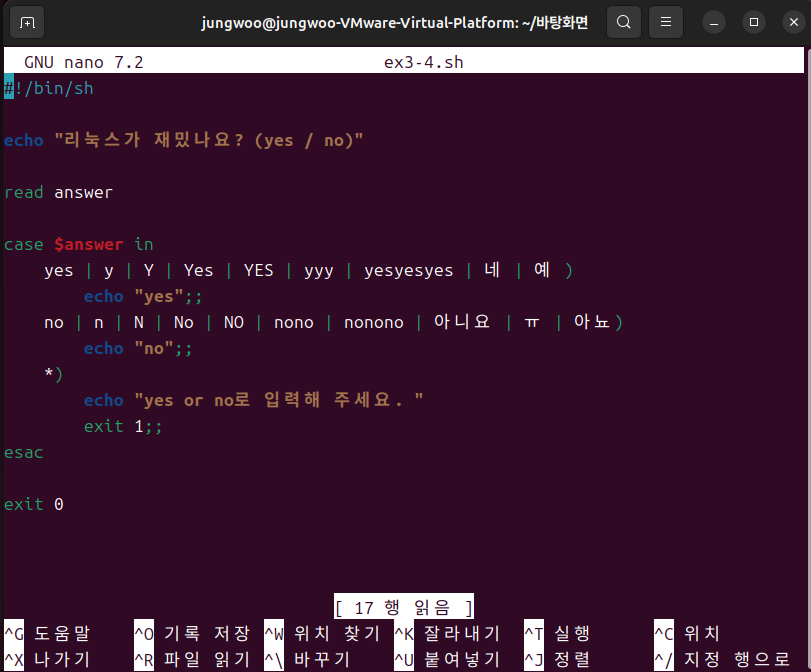 jungwoo@jungwoo-VMware-Virtual-Platform: ~/바탕화면
GNU nano 7.2 ex3-4.sh
#!/bin/sh
echo "리눅스가 재밌나요? (yes / no)"
read answer
case $answer in
yes | y | Y | Yes | YES | yyy | yesyesyes | 네 | 예 )
echo "yes";;
no | n | N | No | NO | nono | nonono | 아니요 | ㅠ | 아뇨)
echo "no";;
*)
echo "yes or no로 입력해 주세요. "
exit 1;;
esac
exit 0
[ 17 행 읽음 ]
^G 도움말 ^O 기록 저장 ^W 위치 찾기 ^K 잘라내기 ^T 실행 ^C 위치
^X 나가기 ^R 파일 읽기 ^\ 바꾸기 ^U 붙여넣기 ^J 정렬 ^/ 지정 행으로